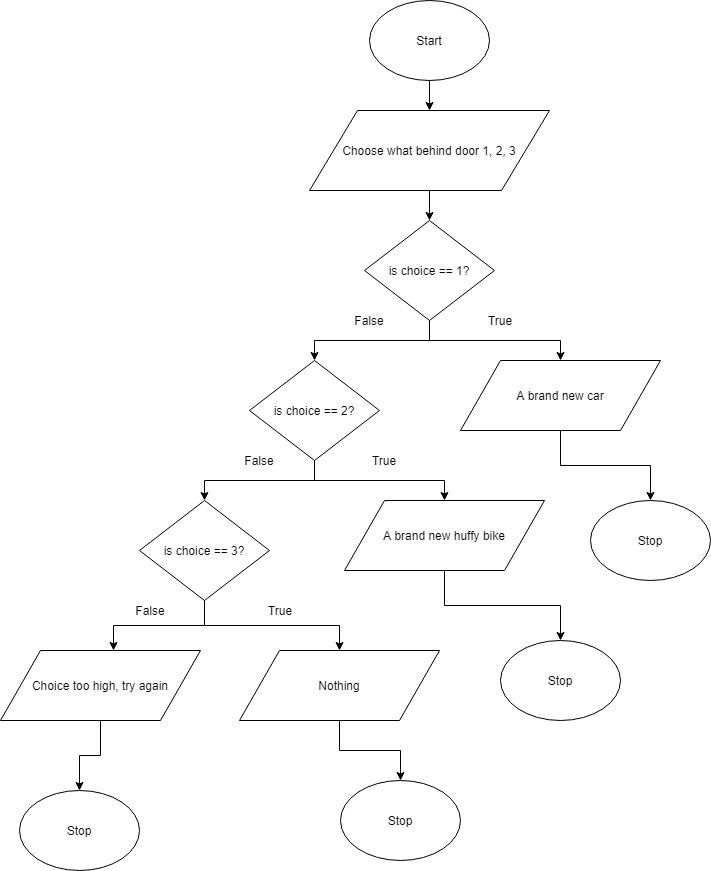 Start
Choose what behind door 1, 2, 3
is choice == 1?
False
True
is choice == 2?
A brand new car
False
True
is choice == 3?
A brand new huffy bike
Stop
False
True
Choice too high, try again
Nothing
Stop
Stop
Stop